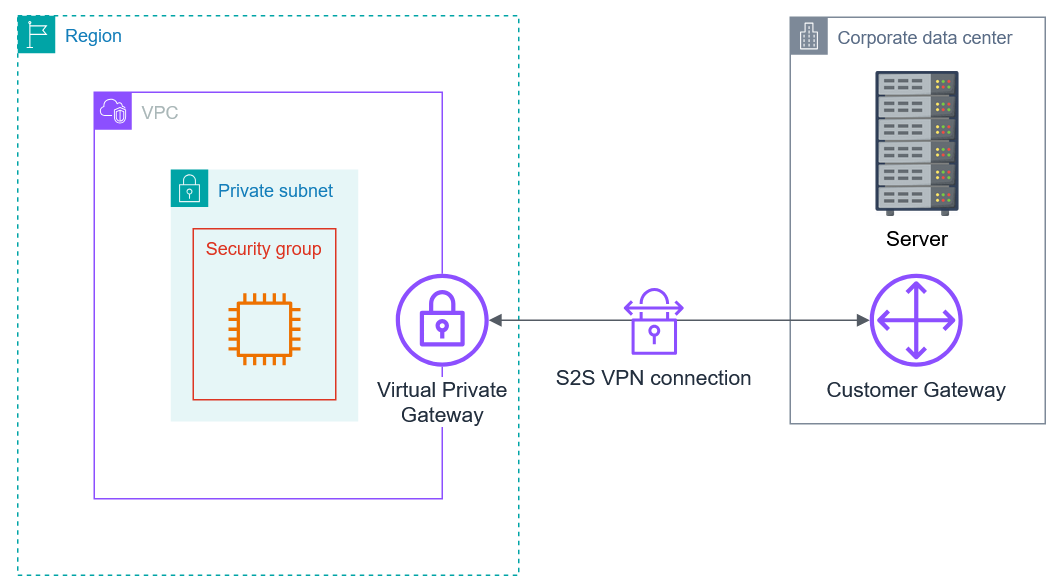 Region
Corporate data center
VPC
Private subnet
Security group
Server
Virtual Private
Gateway
S2S VPN connection
Customer Gateway